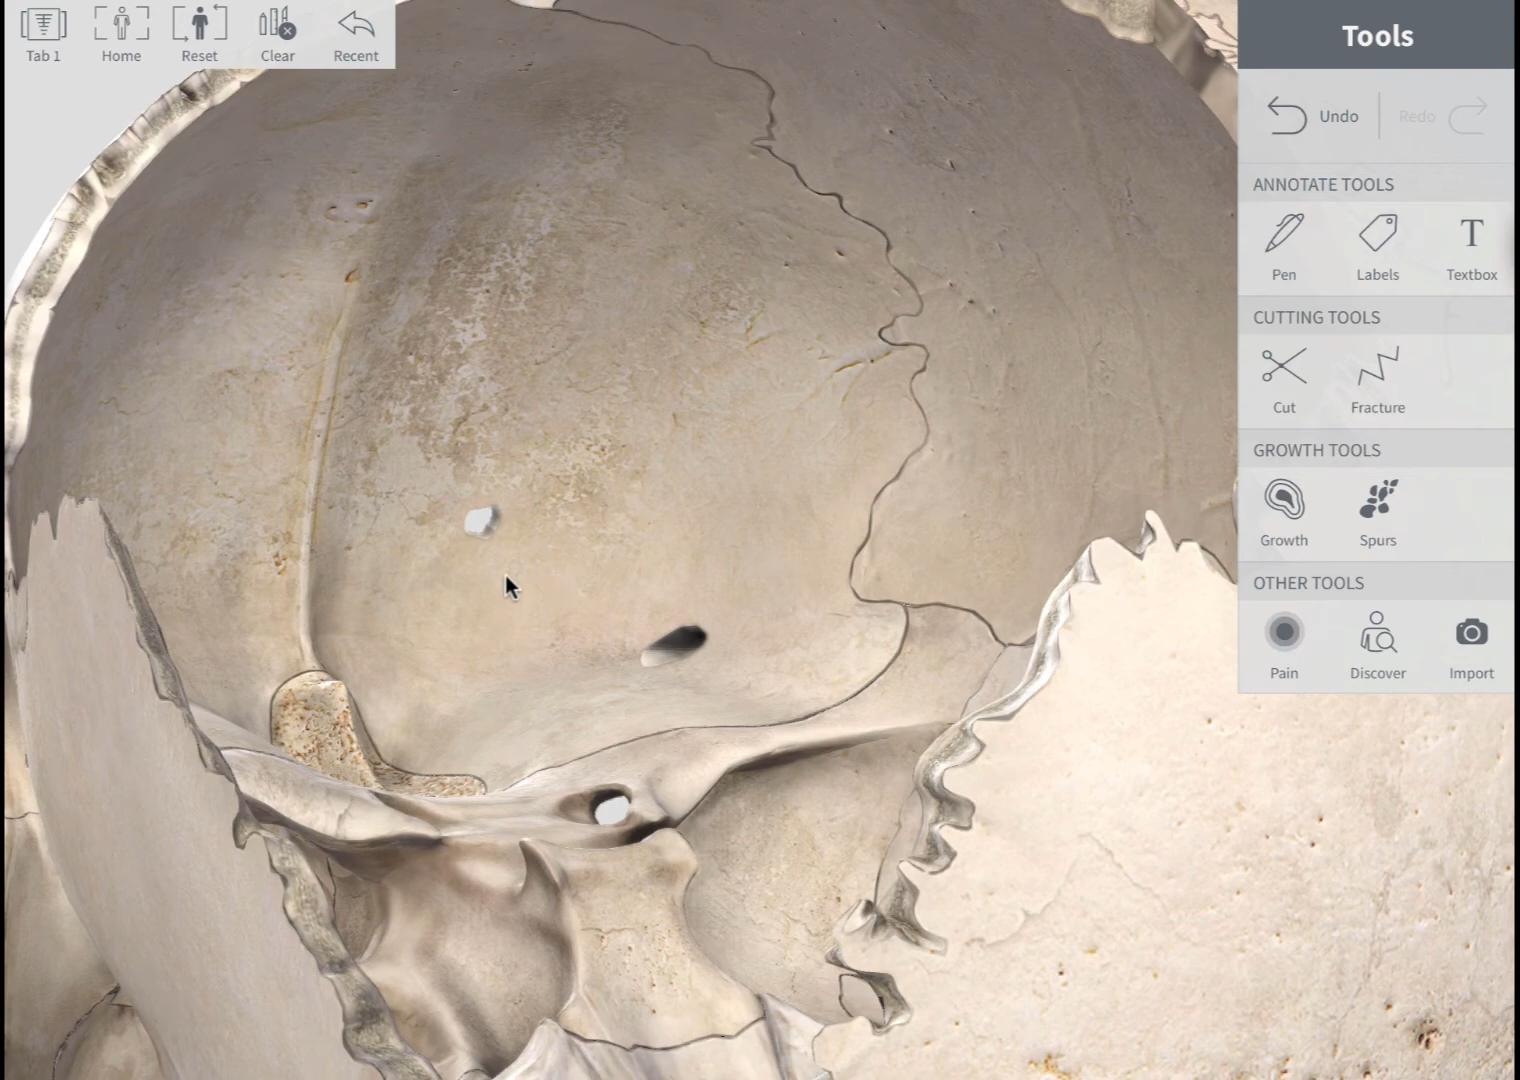 Tab 1
Home
Reset
Clear
Recent
Tools
Undo
Redo
ANNOTATE TOOLS
Pen
Labels
Textbox
CUTTING TOOLS
Cut
Fracture
GROWTH TOOLS
Growth
Spurs
OTHER TOOLS
Pain
Discover
Import